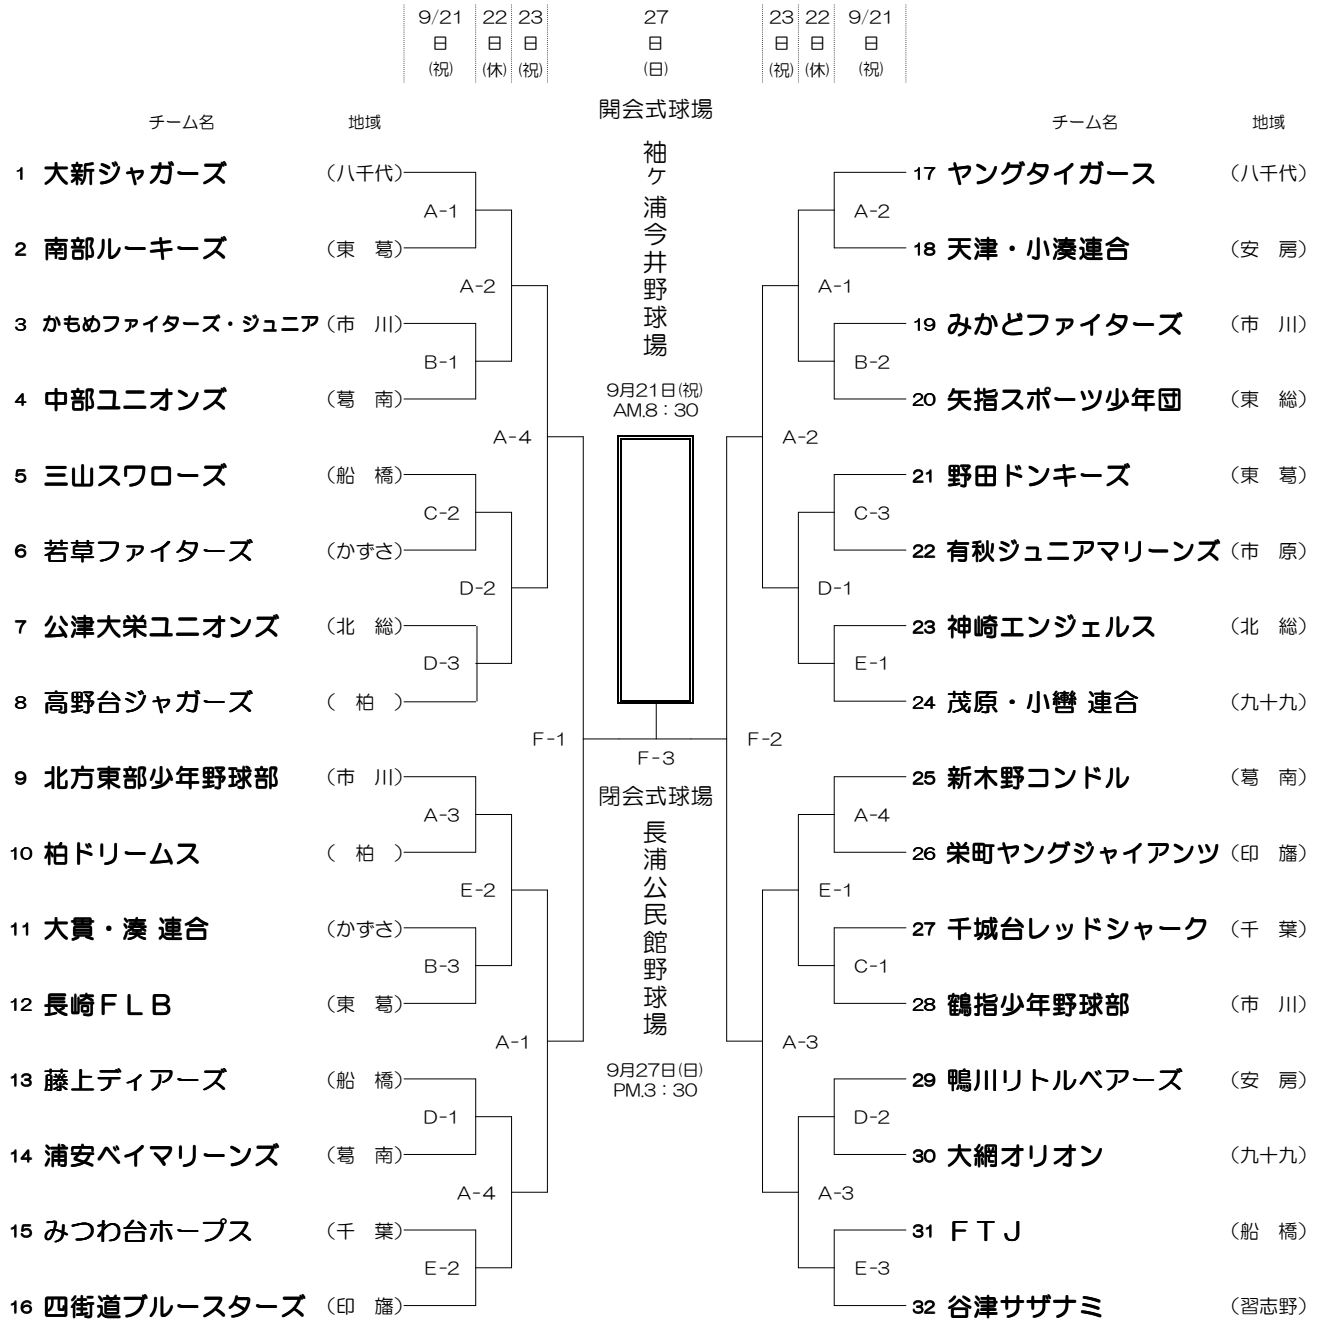 9/21 22 23 27 23 22 9/21
日 日 日 日 日 日 日
(祝) (休) (祝) (日) (祝) (休) (祝)
開会式球場
袖ヶ浦今井野球場
9月21日(祝)
AM.8：30
チーム名 地域
1 大新ジャガーズ (八千代)
A-1
2 南部ルーキーズ (東 葛)
A-2
3 かもめファイターズ・ジュニア (市 川)
B-1
4 中部ユニオンズ (葛 南)
A-4
5 三山スワローズ (船 橋)
C-2
6 若草ファイターズ (かずさ)
D-2
7 公津大栄ユニオンズ (北 総)
D-3
8 高野台ジャガーズ ( 柏 )
F-1
9 北方東部少年野球部 (市 川)
A-3
10 柏ドリームス ( 柏 )
E-2
11 大貫・湊 連合 (かずさ)
B-3
12 長崎ＦＬＢ (東 葛)
A-1
13 藤上ディアーズ (船 橋)
D-1
14 浦安ベイマリーンズ (葛 南)
A-4
15 みつわ台ホープス (千 葉)
E-2
16 四街道ブルースターズ (印 旛)
F-3
閉会式球場
長浦公民館野球場
9月27日(日)
PM.3：30
チーム名 地域
17 ヤングタイガース (八千代)
A-2
18 天津・小湊連合 (安 房)
A-1
19 みかどファイターズ (市 川)
B-2
20 矢指スポーツ少年団 (東 総)
A-2
21 野田ドンキーズ (東 葛)
C-3
22 有秋ジュニアマリーンズ (市 原)
D-1
23 神崎エンジェルス (北 総)
E-1
24 茂原・小轡 連合 (九十九)
F-2
25 新木野コンドル (葛 南)
A-4
26 栄町ヤングジャイアンツ (印 旛)
E-1
27 千城台レッドシャーク (千 葉)
C-1
28 鶴指少年野球部 (市 川)
A-3
29 鴨川リトルベアーズ (安 房)
D-2
30 大網オリオン (九十九)
A-3
31 ＦＴＪ (船 橋)
E-3
32 谷津サザナミ (習志野)